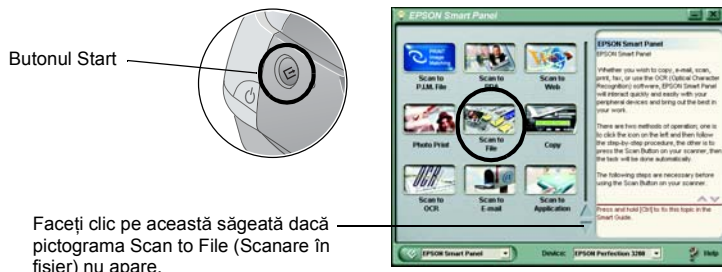 Butonul Start
Faceți clic pe această săgeată dacă
pictograma Scan to File (Scanare în
fișier) nu apare.
EPSON Smart Panel
PRINT
Image
Matching
Scan to
P.I.M. File
Scan to
PDA
Scan to
Web
Photo Print
Scan to
File
Copy
OCR
Scan to
OCR
Scan to
E-mail
Scan to
Application
EPSON Smart Panel
EPSON Smart Panel
Whether you wish to copy, e-mail, scan,
print, fax, or use the OCR (Optical Character
Recognition) software, EPSON Smart Panel
will interact quickly and easily with your
peripheral devices and bring out the best in
your work.
There are two methods of operation; one is
to click the icon on the left and then follow
the step-by-step procedure, the other is to
press the Scan Button on your scanner, then
the task will be done automatically.
The following steps are necessary before
using the Scan Button on your scanner.
Press and hold [Ctrl] to fix this topic in the
Smart Guide.
EPSON Smart Panel
Device: EPSON Perfection 3200
Help